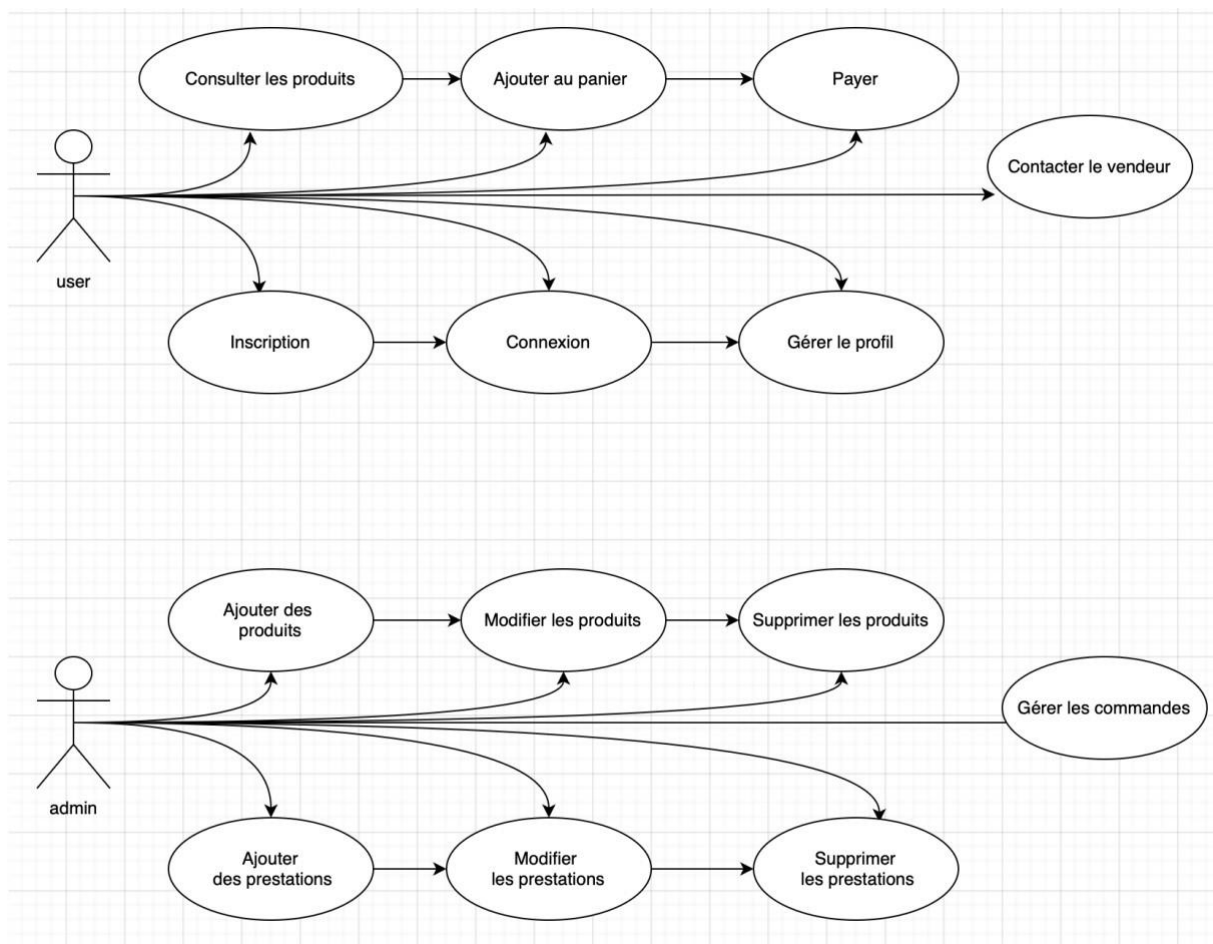 Consulter les produits
Ajouter au panier
Payer
Contacter le vendeur
user
Inscription
Connexion
Gérer le profil
Ajouter des
produits
Modifier les produits
Supprimer les produits
Gérer les commandes
admin
Ajouter
des prestations
Modifier
les prestations
Supprimer
les prestations